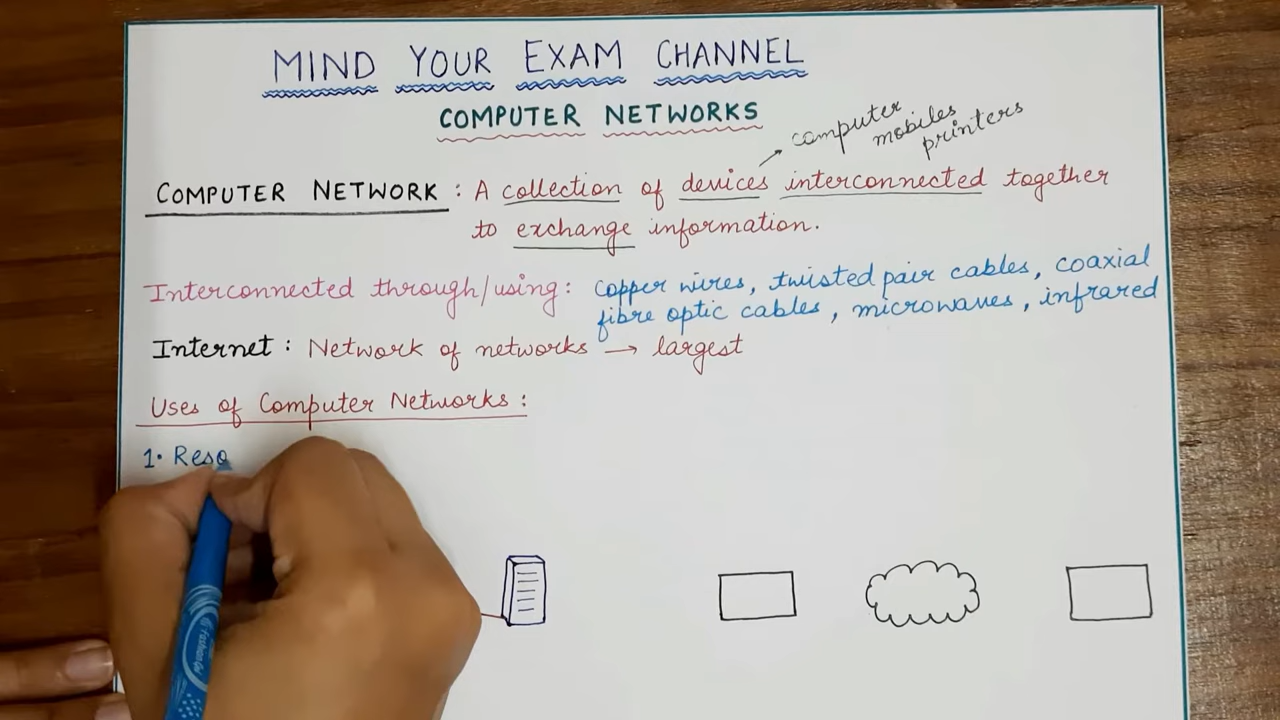 MIND YOUR EXAM CHANNEL
COMPUTER NETWORKS
computer
mobiles
printers
COMPUTER NETWORK : A collection of devices interconnected together
to exchange information.
Interconnected through/using: copper wires, twisted pair cables, coaxial
fibre optic cables, microwaves, infrared
Internet : Network of networks → largest
Uses of Computer Networks :
1. Reso